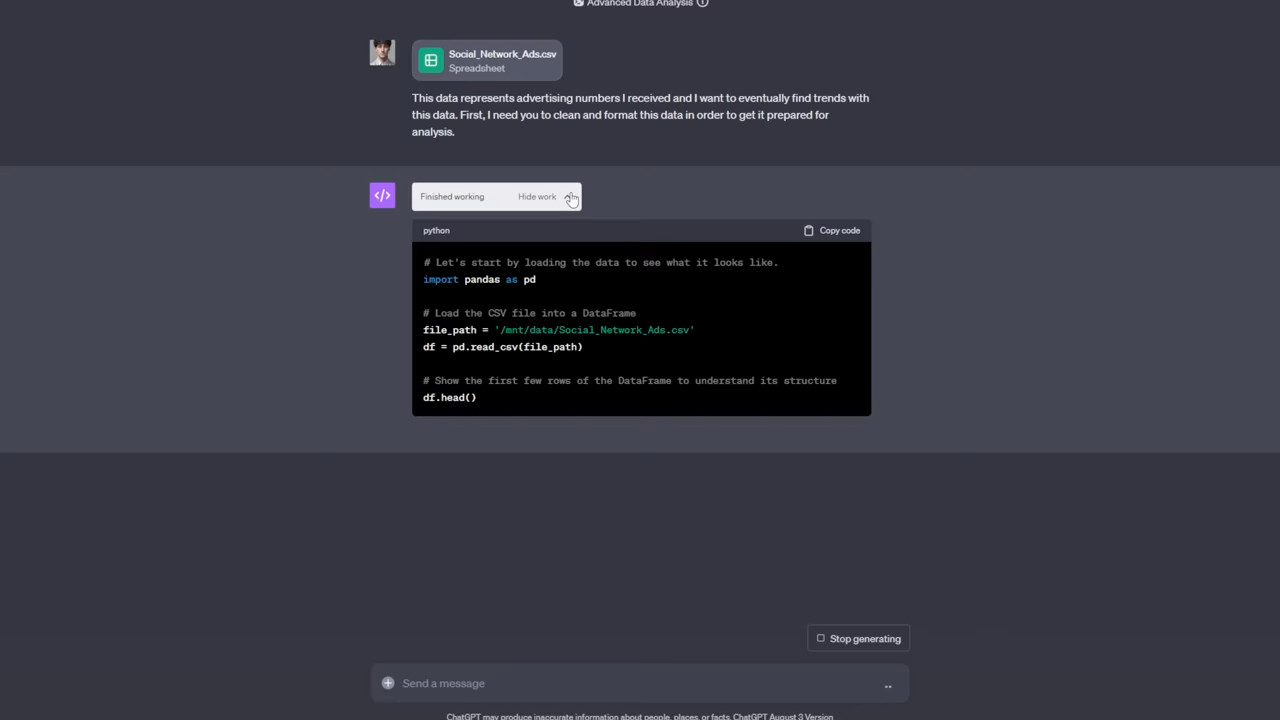 Advanced Data Analysis
Social_Network_Ads.csv
Spreadsheet
This data represents advertising numbers I received and I want to eventually find trends with
this data. First, I need you to clean and format this data in order to get it prepared for
analysis.
Finished working Hide work
python Copy code
# Let's start by loading the data to see what it looks like.
import pandas as pd
# Load the CSV file into a DataFrame
file_path = '/mnt/data/Social_Network_Ads.csv'
df = pd.read_csv(file_path)
# Show the first few rows of the DataFrame to understand its structure
df.head()
Stop generating
Send a message
ChatGPT may produce inaccurate information about people, places, or facts. ChatGPT August 3 Version